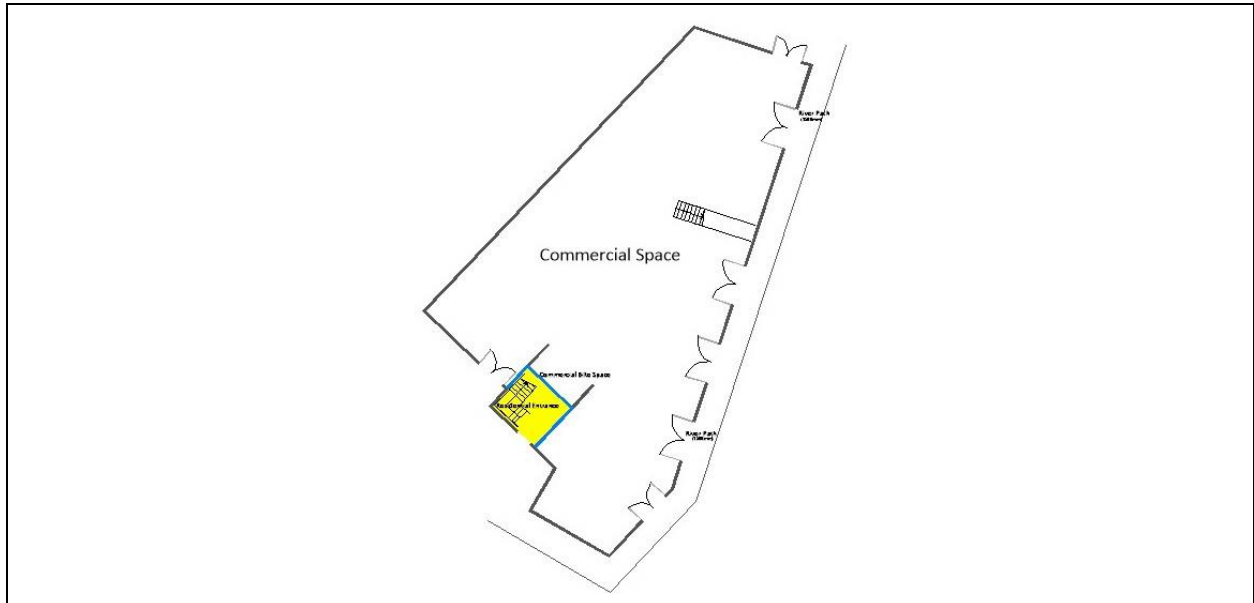 River Path
Commercial Space
Commercial Bike Space
Residential Entrance
River Path